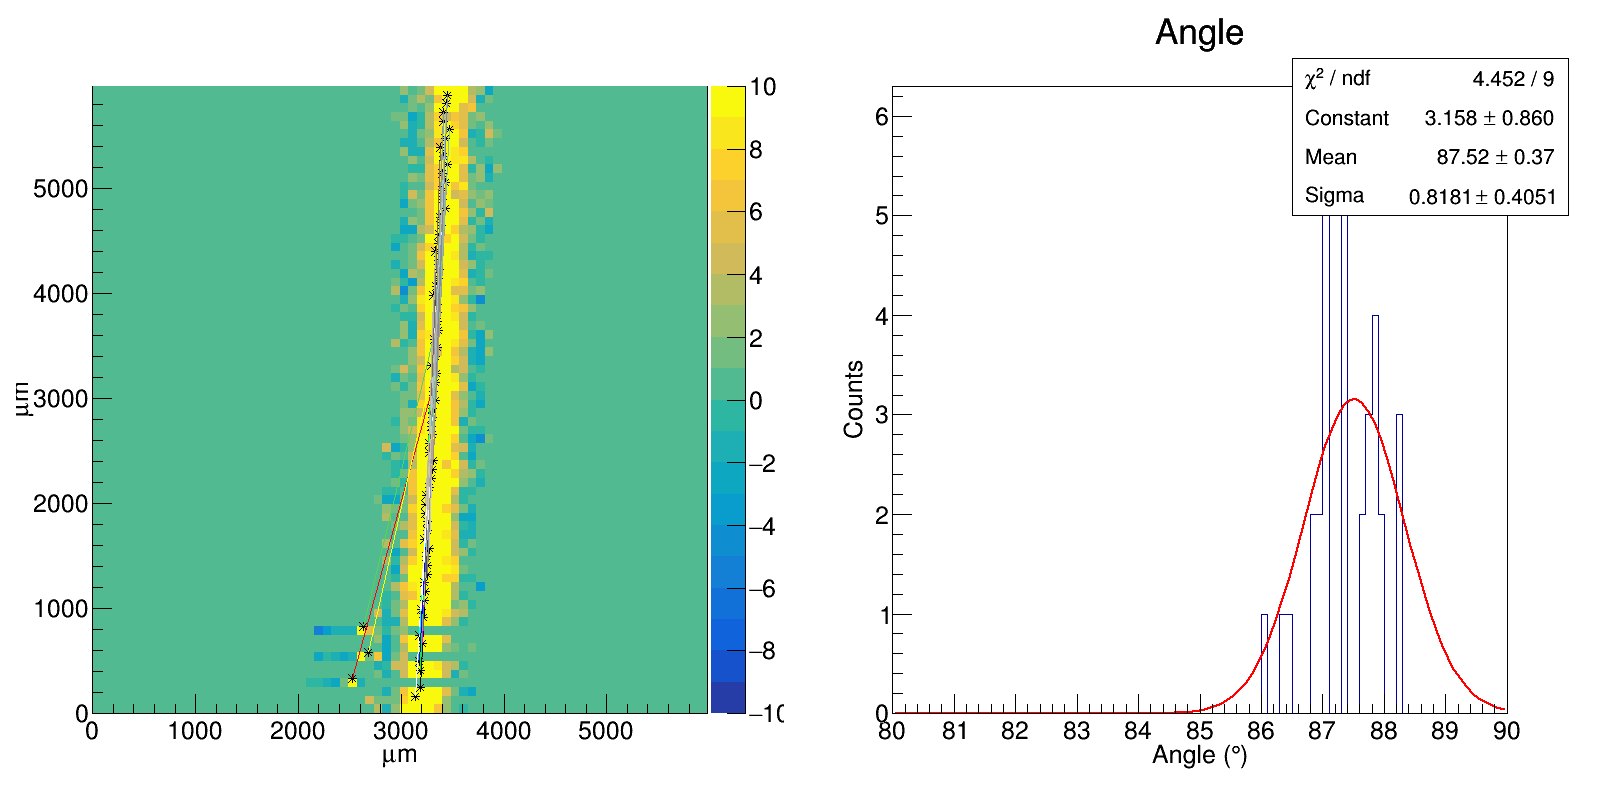 Angle
χ² / ndf 4.452 / 9
Constant 3.158 ± 0.860
Mean 87.52 ± 0.37
Sigma 0.8181 ± 0.4051
μm
5000
4000
3000
2000
1000
0
0 1000 2000 3000 4000 5000
μm
10
8
6
4
2
0
−2
−4
−6
−8
−10
Counts
6
5
4
3
2
1
0
80 81 82 83 84 85 86 87 88 89 90
Angle (°)